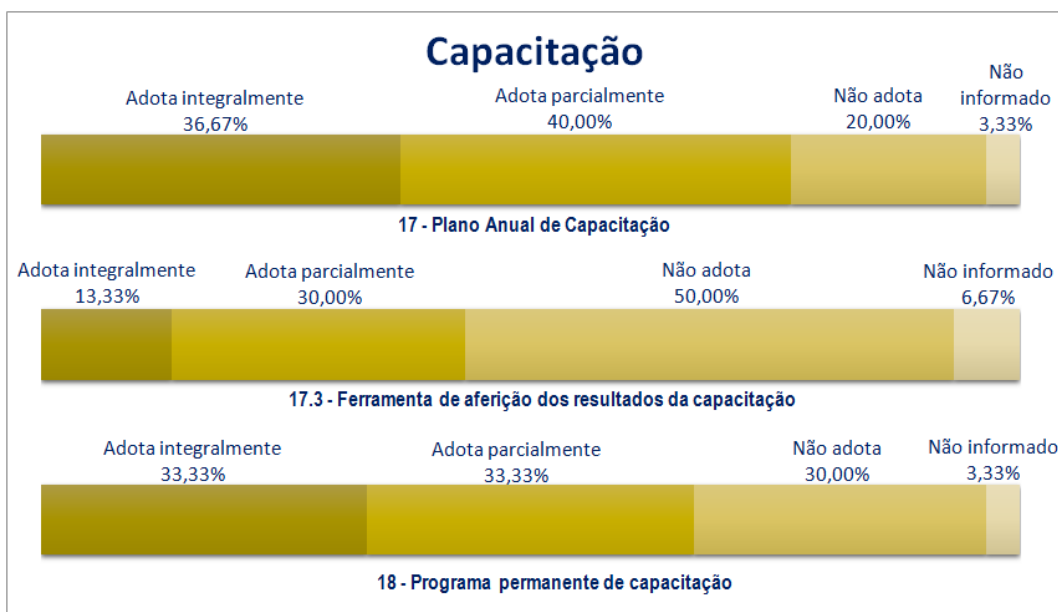 Capacitação
Adota integralmente
36,67%
Adota parcialmente
40,00%
Não adota
20,00%
Não
informado
3,33%
17 - Plano Anual de Capacitação
Adota integralmente
13,33%
Adota parcialmente
30,00%
Não adota
50,00%
Não informado
6,67%
17.3 - Ferramenta de aferição dos resultados da capacitação
Adota integralmente
33,33%
Adota parcialmente
33,33%
Não adota
30,00%
Não informado
3,33%
18 - Programa permanente de capacitação